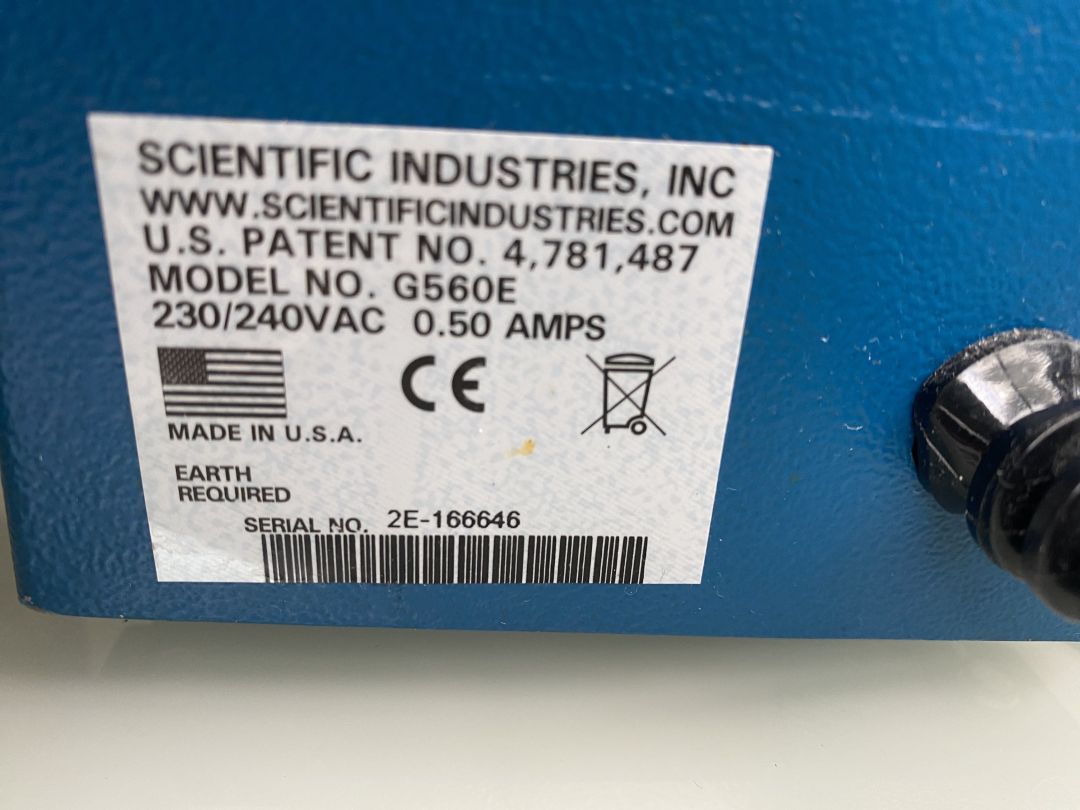 SCIENTIFIC INDUSTRIES, INC
WWW.SCIENTIFICINDUSTRIES.COM
U.S. PATENT NO. 4,781,487
MODEL NO. G560E
230/240VAC 0.50 AMPS
CE
MADE IN U.S.A.
EARTH
REQUIRED
SERIAL NO. 2E-166646